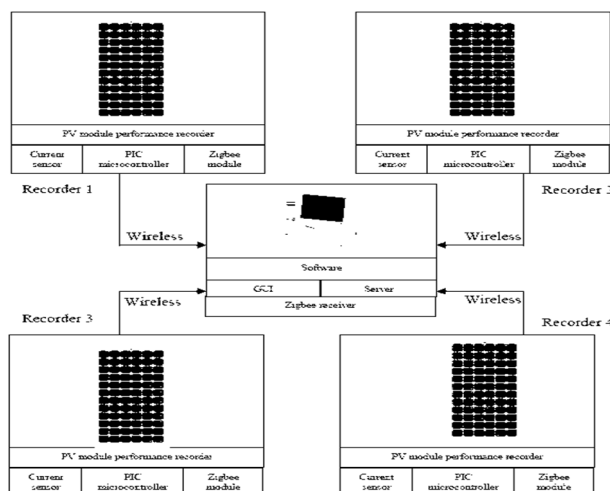 PV module performance recorder
Current sensor
PIC microcontroller
Zigbee module
Recorder 1
Wireless
PV module performance recorder
Current sensor
PIC microcontroller
Zigbee module
Recorder
Wireless
Software
GUI
Server
Zigbee receiver
Recorder 3
Wireless
PV module performance recorder
Current sensor
PIC microcontroller
Zigbee module
Recorder 4
Wireless
PV module performance recorder
Current sensor
PIC microcontroller
Zigbee module